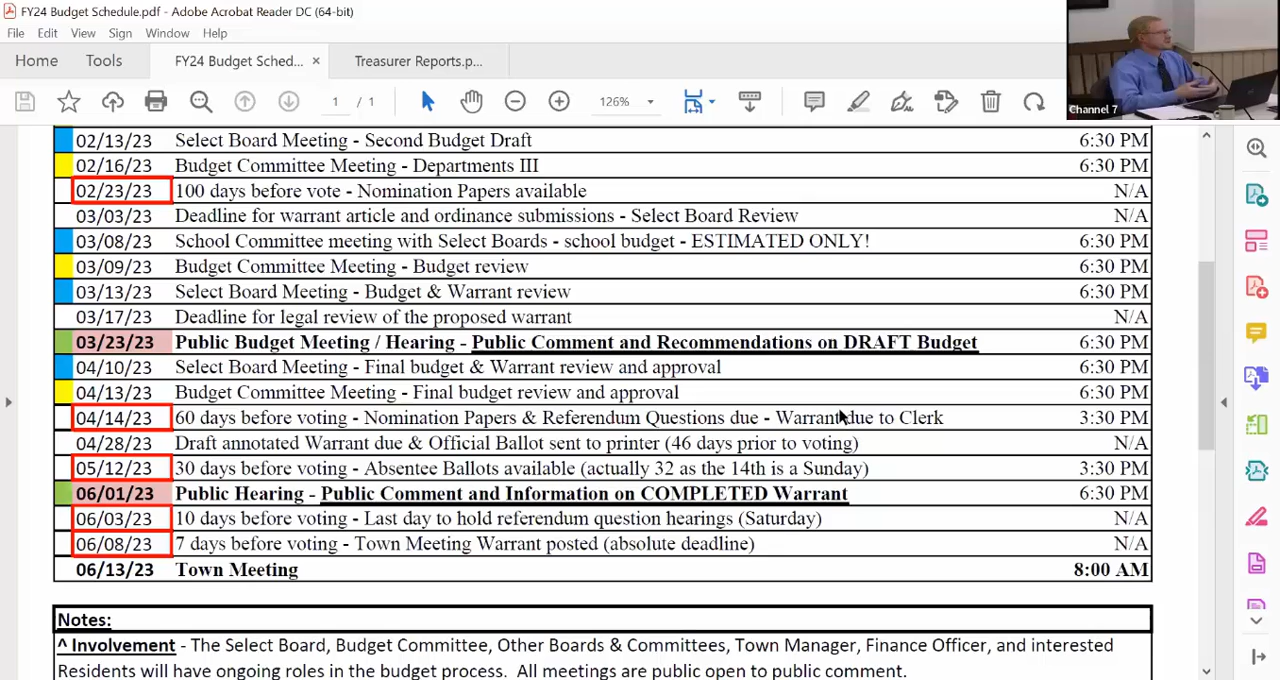 FY24 Budget Schedule.pdf - Adobe Acrobat Reader DC (64-bit)
File Edit View Sign Window Help
Home Tools FY24 Budget Sched... × Treasurer Reports.p...
1 / 1 126%
Channel 7
02/13/23 Select Board Meeting - Second Budget Draft 6:30 PM
02/16/23 Budget Committee Meeting - Departments III 6:30 PM
02/23/23 100 days before vote - Nomination Papers available N/A
03/03/23 Deadline for warrant article and ordinance submissions - Select Board Review N/A
03/08/23 School Committee meeting with Select Boards - school budget - ESTIMATED ONLY! 6:30 PM
03/09/23 Budget Committee Meeting - Budget review 6:30 PM
03/13/23 Select Board Meeting - Budget & Warrant review 6:30 PM
03/17/23 Deadline for legal review of the proposed warrant N/A
03/23/23 Public Budget Meeting / Hearing - Public Comment and Recommendations on DRAFT Budget 6:30 PM
04/10/23 Select Board Meeting - Final budget & Warrant review and approval 6:30 PM
04/13/23 Budget Committee Meeting - Final budget review and approval 6:30 PM
04/14/23 60 days before voting - Nomination Papers & Referendum Questions due - Warrant due to Clerk 3:30 PM
04/28/23 Draft annotated Warrant due & Official Ballot sent to printer (46 days prior to voting) N/A
05/12/23 30 days before voting - Absentee Ballots available (actually 32 as the 14th is a Sunday) 3:30 PM
06/01/23 Public Hearing - Public Comment and Information on COMPLETED Warrant 6:30 PM
06/03/23 10 days before voting - Last day to hold referendum question hearings (Saturday) N/A
06/08/23 7 days before voting - Town Meeting Warrant posted (absolute deadline) N/A
06/13/23 Town Meeting 8:00 AM
Notes:
^ Involvement - The Select Board, Budget Committee, Other Boards & Committees, Town Manager, Finance Officer, and interested
Residents will have ongoing roles in the budget process. All meetings are public open to public comment.